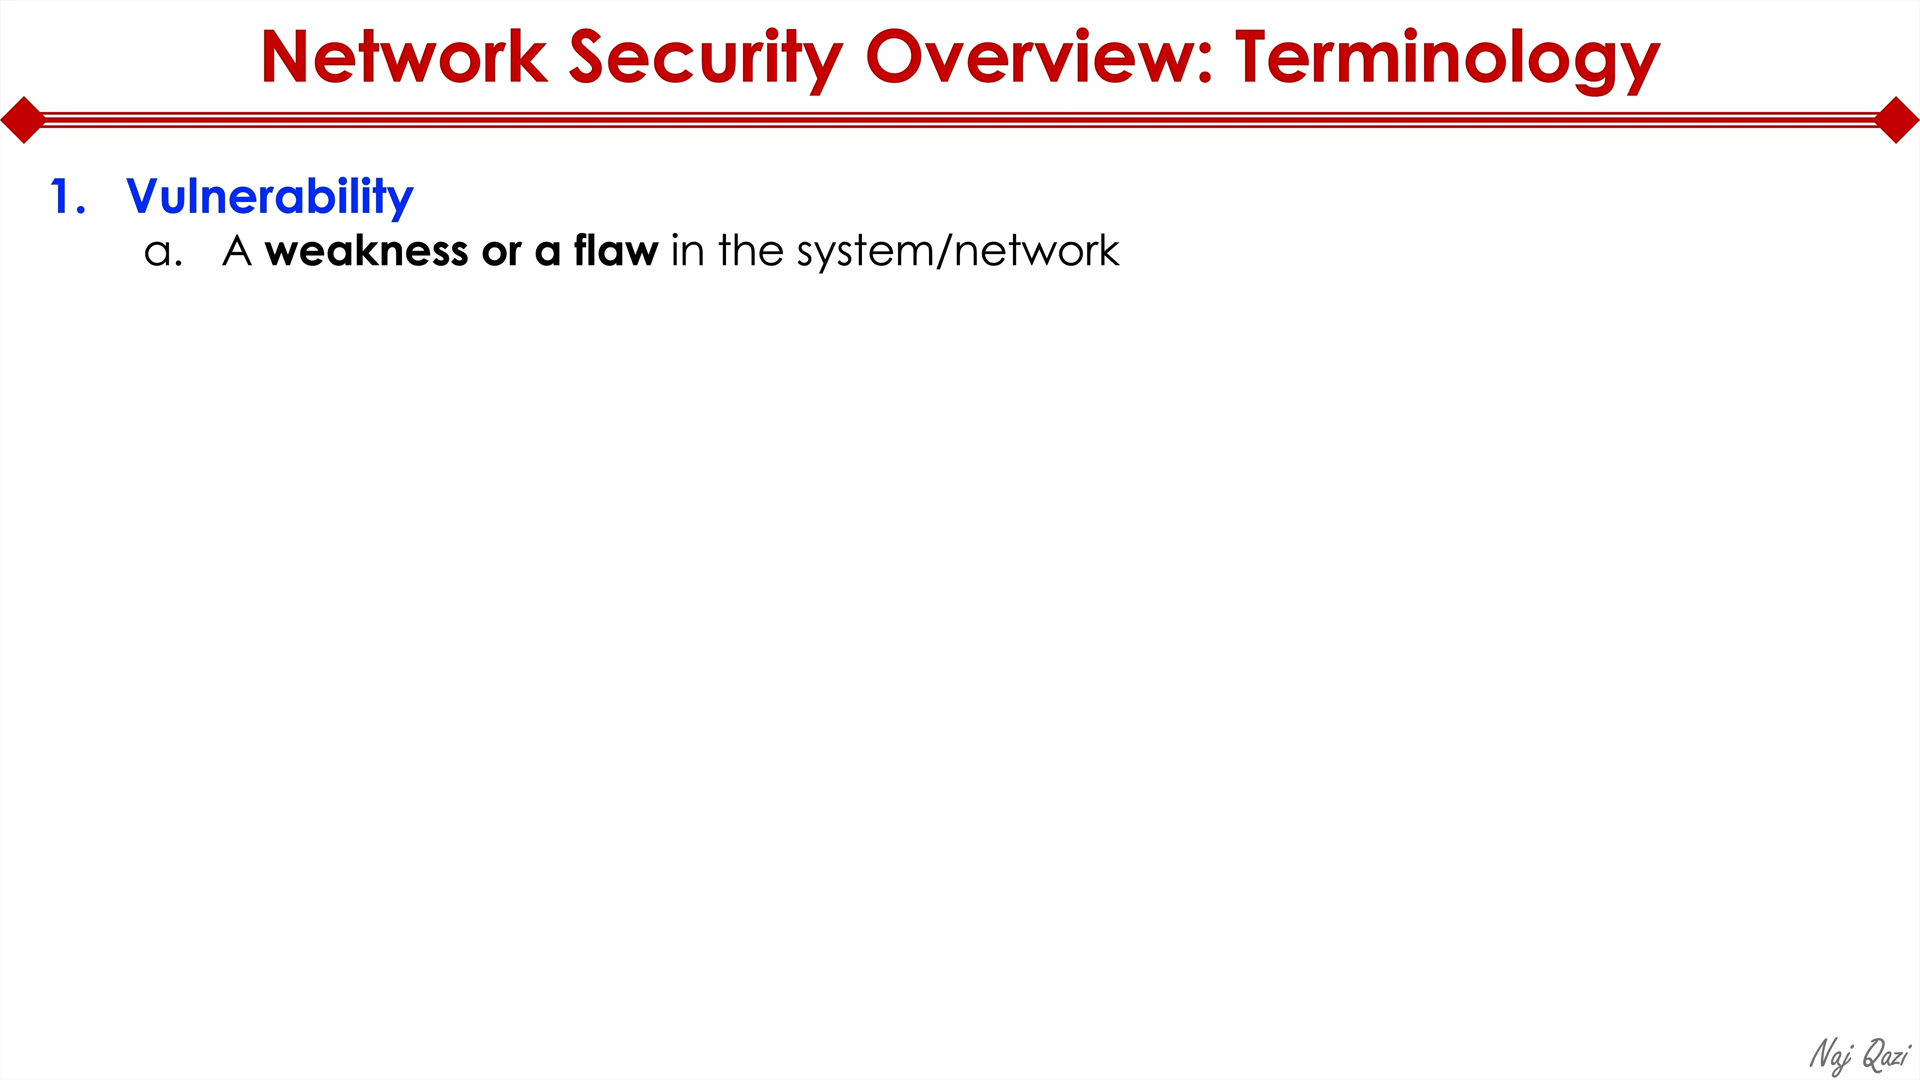 Network Security Overview: Terminology
1. Vulnerability
a. A weakness or a flaw in the system/network
Naj Qazi